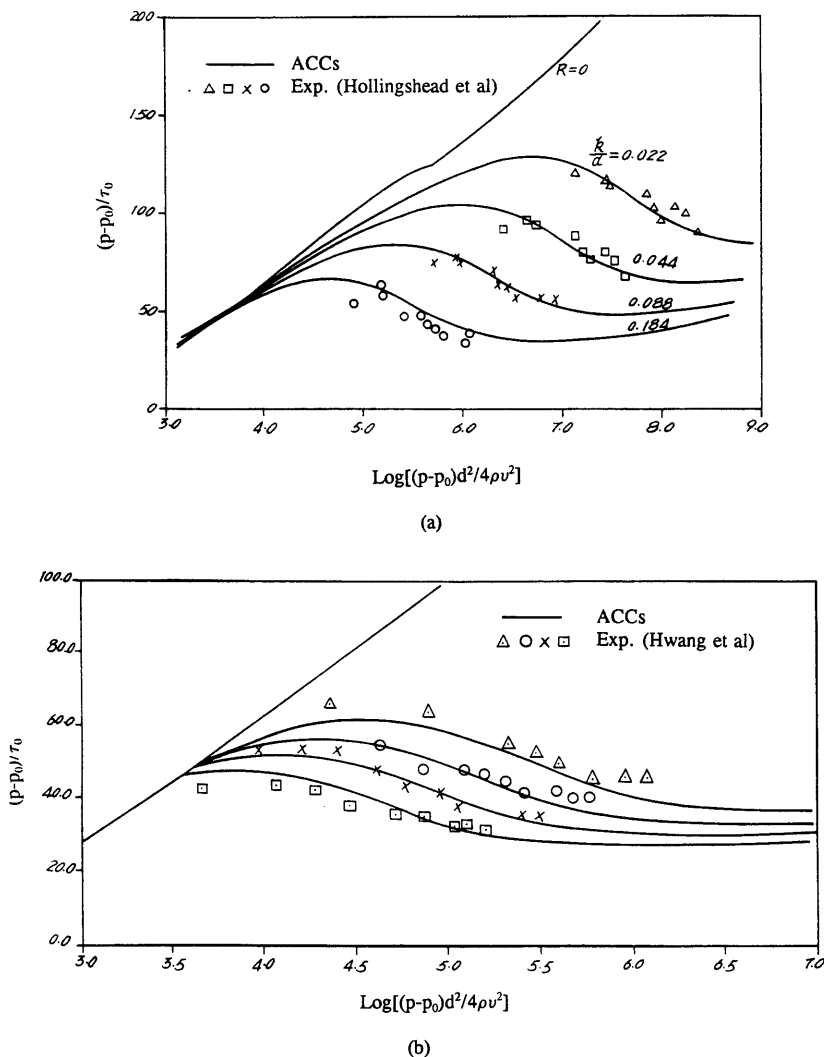 200
ACCs
Exp. (Hollingshead et al)
R=0
k/d=0.022
0.044
0.088
0.184
150
100
50
0
(p-p₀)/τ₀
3.0 4.0 5.0 6.0 7.0 8.0 9.0
Log[(p-p₀)d²/4ρν²]
(a)
100.0
ACCs
Exp. (Hwang et al)
80.0
60.0
40.0
20.0
0.0
(p-p₀)/τ₀
3.0 3.5 4.0 4.5 5.0 5.5 6.0 6.5 7.0
Log[(p-p₀)d²/4ρν²]
(b)